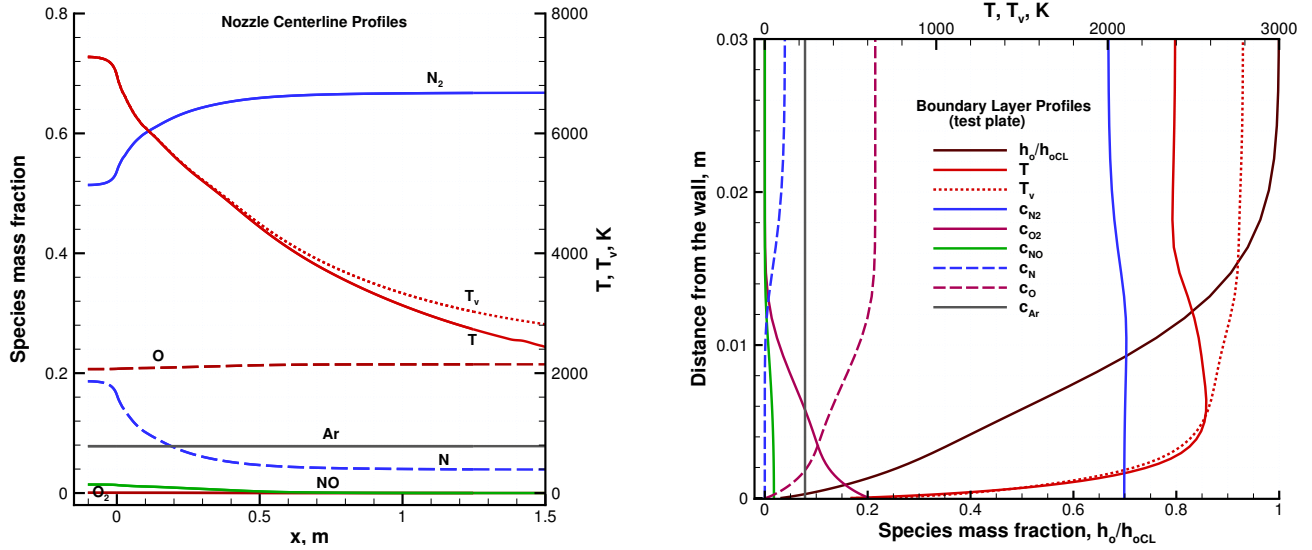 Nozzle Centerline Profiles
Species mass fraction
0.8
0.6
0.4
0.2
0
8000
6000
4000
2000
0
T, Tᵥ, K
N₂
Tᵥ
T
O
Ar
N
NO
O₂
0
0.5
1
1.5
x, m
T, Tᵥ, K
0
1000
2000
3000
Distance from the wall, m
0.03
0.02
0.01
0
Boundary Layer Profiles
(test plate)
hₒ/hₒCL
T
Tᵥ
cN2
cO2
cNO
cN
cO
cAr
0
0.2
0.4
0.6
0.8
1
Species mass fraction, hₒ/hₒCL